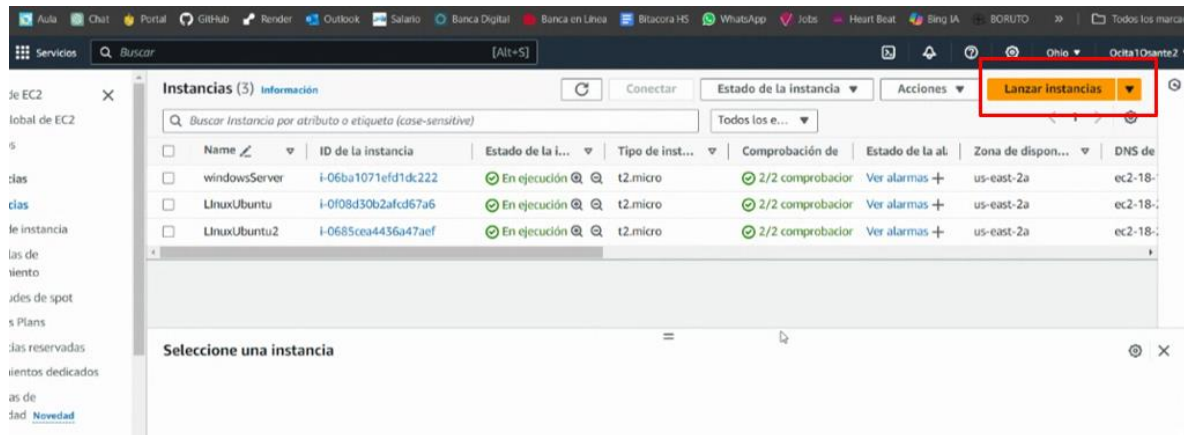 Aula Chat Portal GitHub Render Outlook Salario Banca Digital Banca en Línea Bitacora HS WhatsApp Jobs Heart Beat Bing IA BORUTO » Todos los marca
Servicios Buscar [Alt+S] Ohio Ocita1Osante2
de EC2
lobal de EC2
cias
cias
de instancia
las de
miento
udes de spot
s Plans
cias reservadas
mientos dedicados
as de
dad Novedad
Instancias (3) Información Conectar Estado de la instancia Acciones Lanzar instancias
Buscar Instancia por atributo o etiqueta (case-sensitive) Todos los e... 1
Name ID de la instancia Estado de la i... Tipo de inst... Comprobación de Estado de la al Zona de dispon... DNS de
windowsServer i-06ba1071efd1dc222 En ejecución t2.micro 2/2 comprobacior Ver alarmas + us-east-2a ec2-18-
LInuxUbuntu i-0f08d30b2afcd67a6 En ejecución t2.micro 2/2 comprobacior Ver alarmas + us-east-2a ec2-18-
LInuxUbuntu2 i-0685cea4436a47aef En ejecución t2.micro 2/2 comprobacior Ver alarmas + us-east-2a ec2-18-
Seleccione una instancia